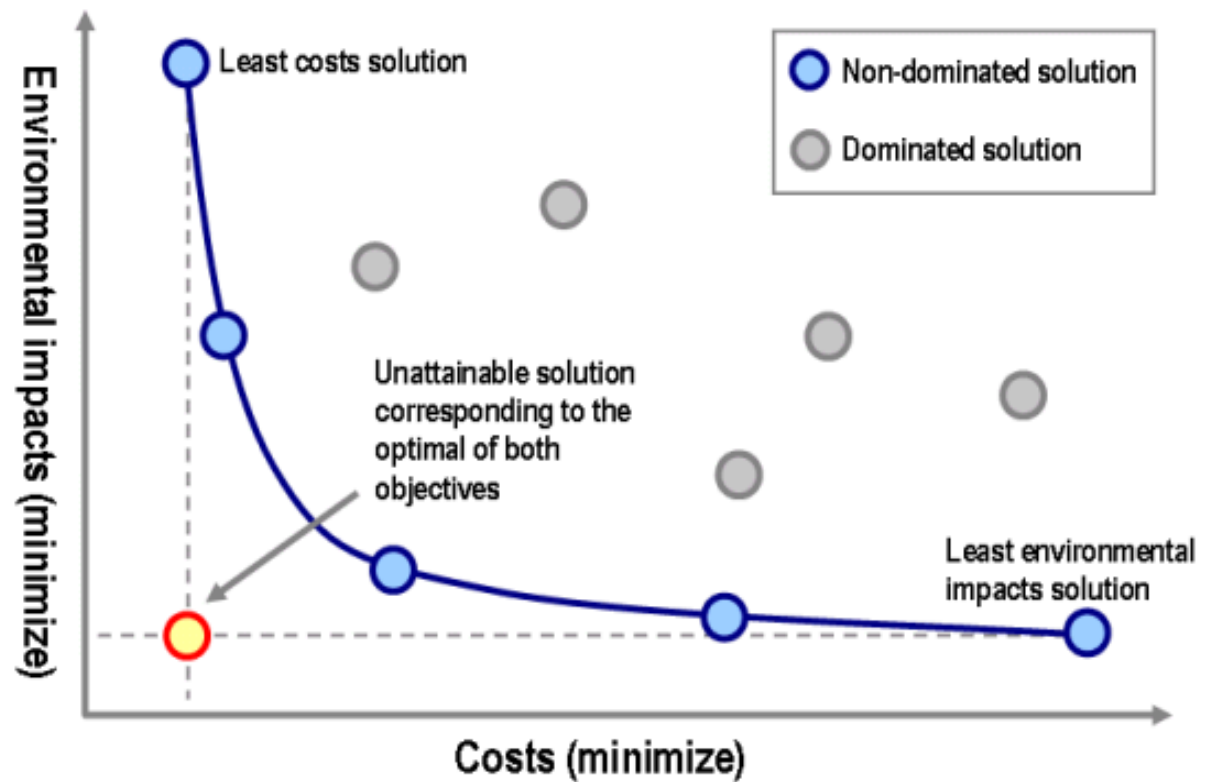 Environmental impacts (minimize)
Least costs solution
Non-dominated solution
Dominated solution
Unattainable solution
corresponding to the
optimal of both
objectives
Least environmental
impacts solution
Costs (minimize)